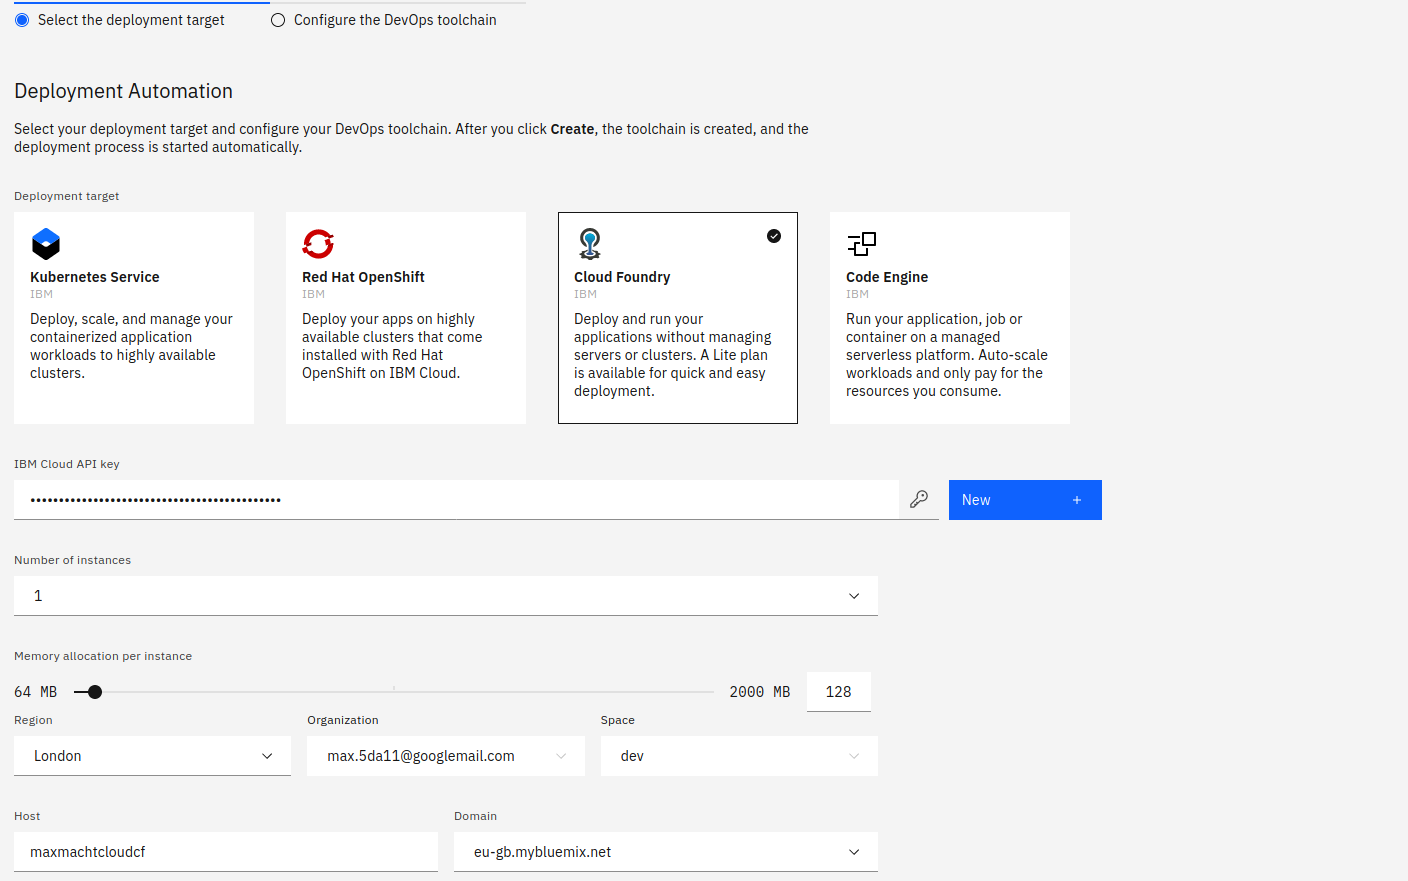 Select the deployment target
Configure the DevOps toolchain
Deployment Automation
Select your deployment target and configure your DevOps toolchain. After you click Create, the toolchain is created, and the
deployment process is started automatically.
Deployment target
Kubernetes Service
IBM
Deploy, scale, and manage your
containerized application
workloads to highly available
clusters.
Red Hat OpenShift
IBM
Deploy your apps on highly
available clusters that come
installed with Red Hat
OpenShift on IBM Cloud.
Cloud Foundry
IBM
Deploy and run your
applications without managing
servers or clusters. A Lite plan
is available for quick and easy
deployment.
Code Engine
IBM
Run your application, job or
container on a managed
serverless platform. Auto-scale
workloads and only pay for the
resources you consume.
IBM Cloud API key
••••••••••••••••••••••••••••••••••••••••••••
New +
Number of instances
1
Memory allocation per instance
64 MB
2000 MB
128
Region
Organization
Space
London
max.5da11@googlemail.com
dev
Host
Domain
maxmachtcloudcf
eu-gb.mybluemix.net